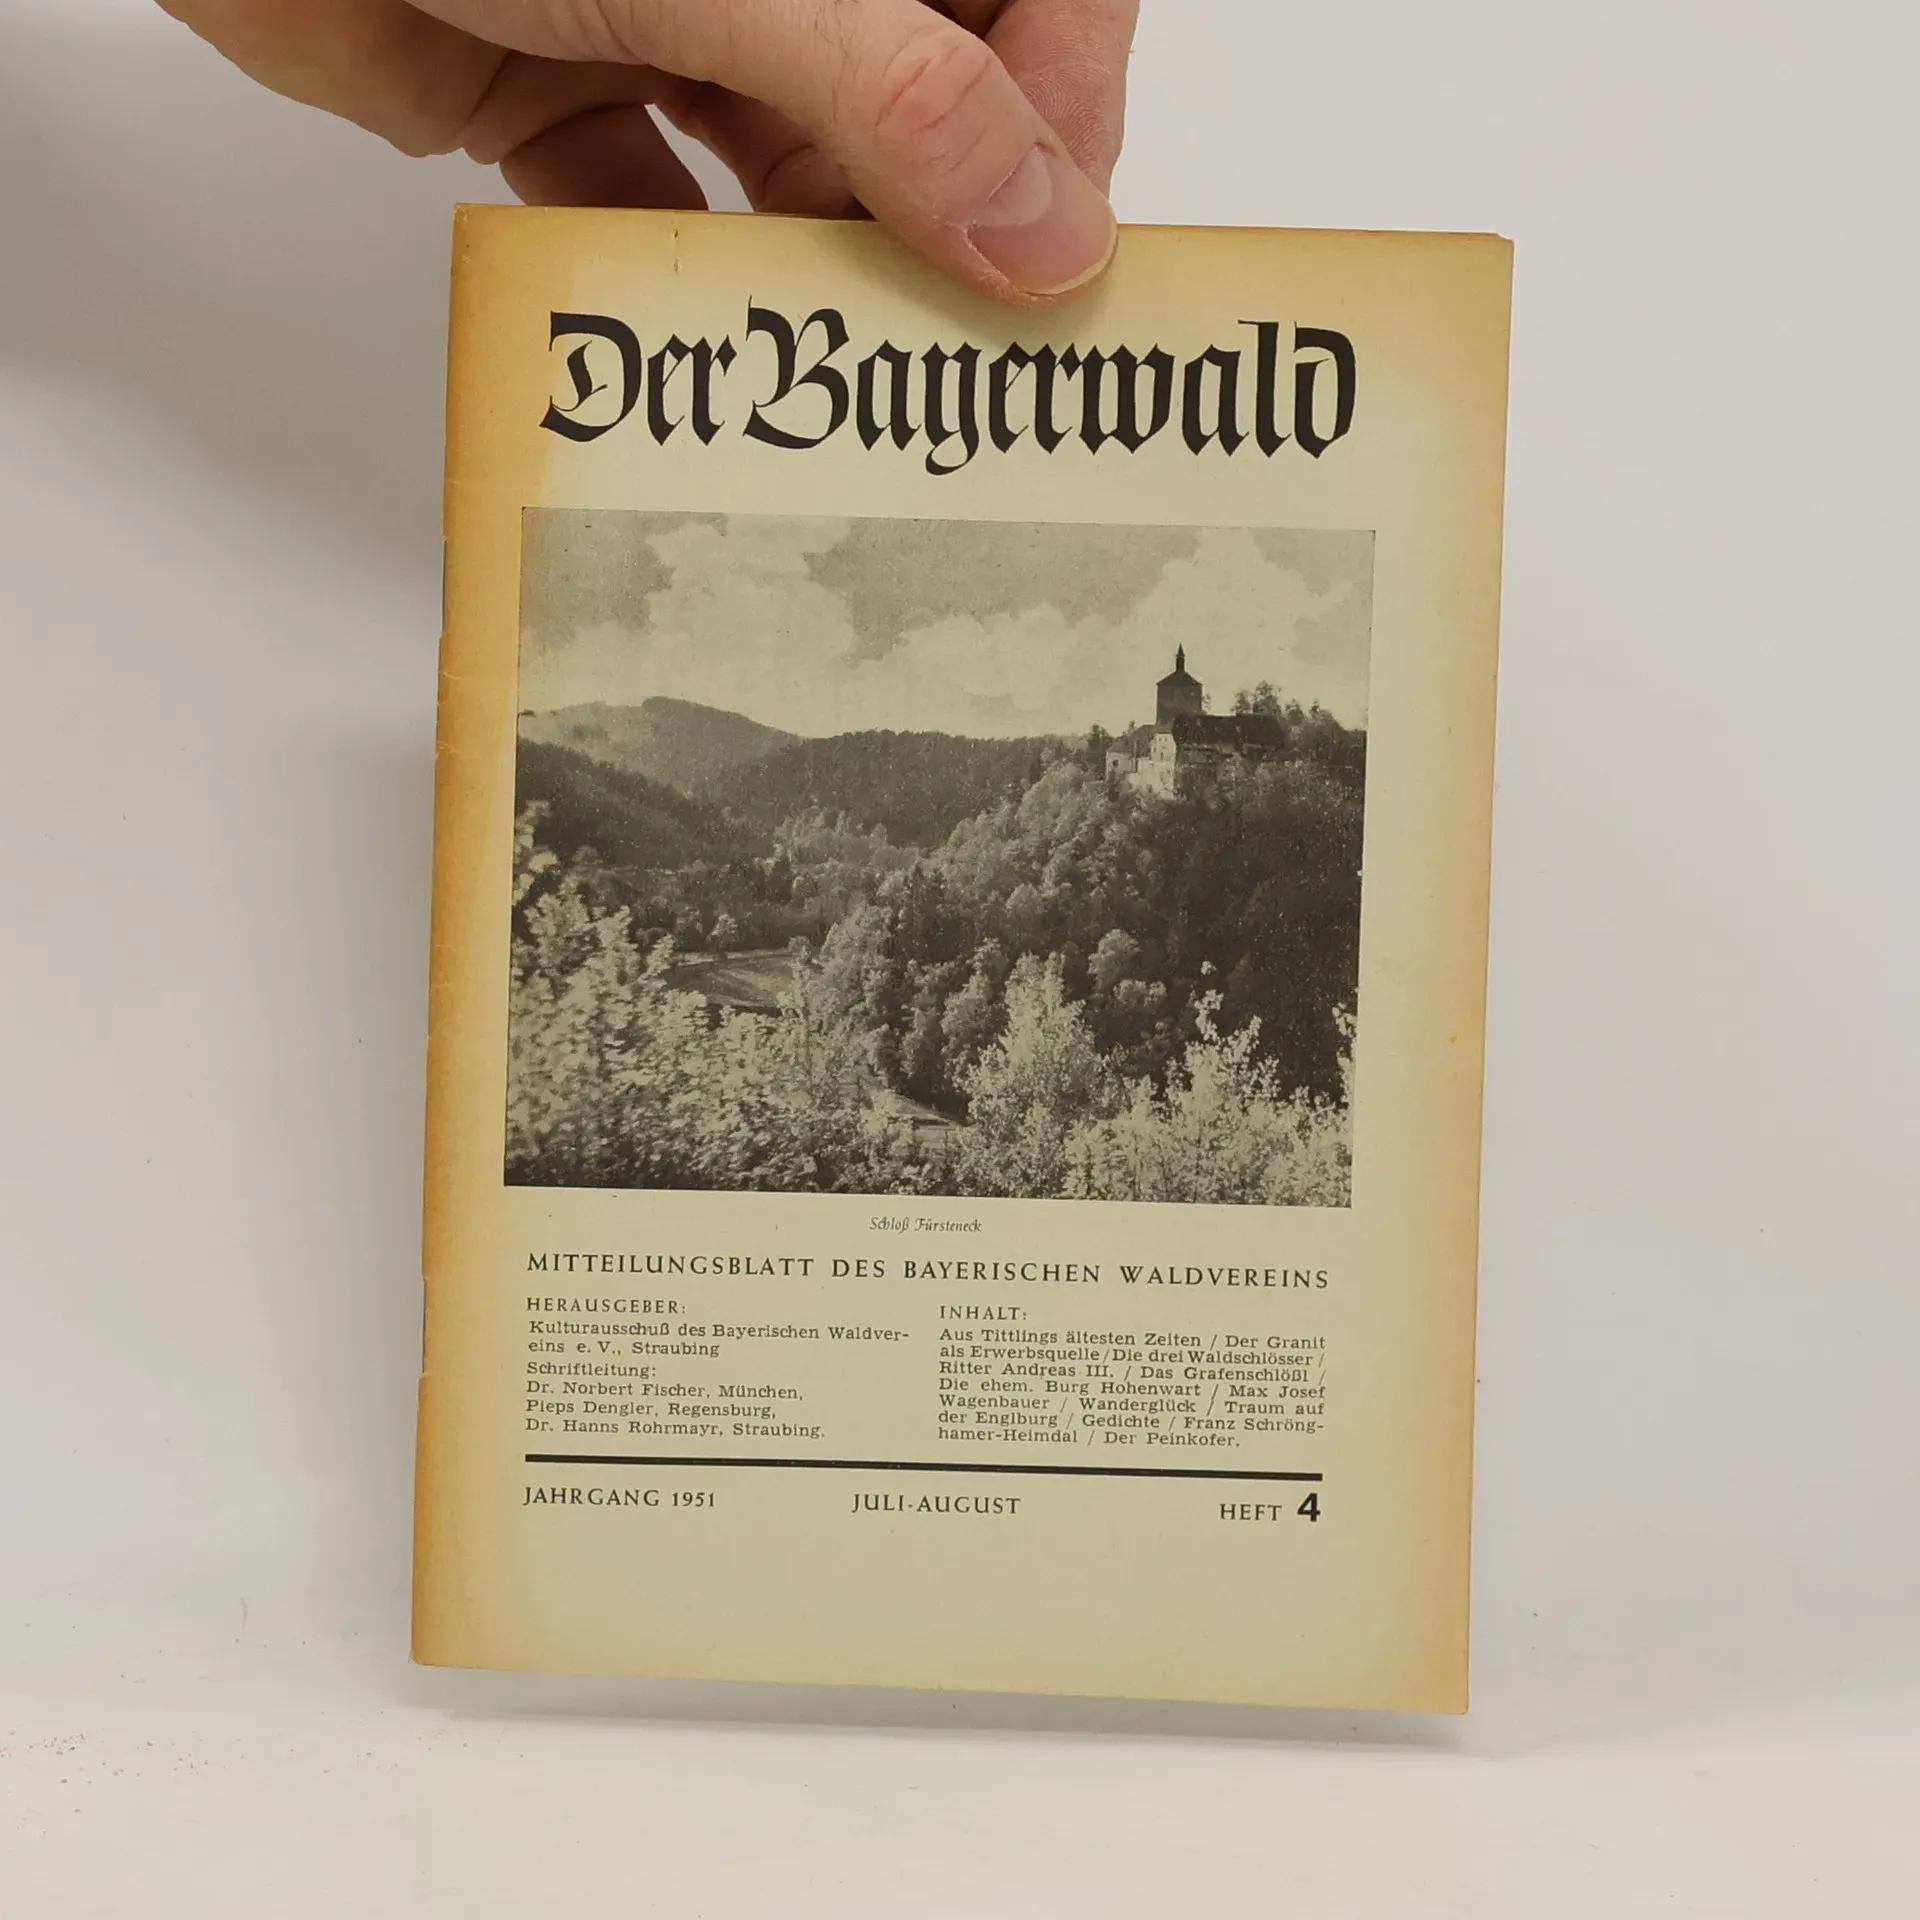 Der Bayerwald
Schloß Fürsteneck
MITTEILUNGSBLATT DES BAYERISCHEN WALDVEREINS
HERAUSGEBER:
Kulturausschuß des Bayerischen Waldver-
eins e. V., Straubing
Schriftleitung:
Dr. Norbert Fischer, München,
Pieps Dengler, Regensburg,
Dr. Hanns Rohrmayr, Straubing.
INHALT:
Aus Tittlings ältesten Zeiten / Der Granit
als Erwerbsquelle / Die drei Waldschlösser /
Ritter Andreas III. / Das Grafenschlößl /
Die ehem. Burg Hohenwart / Max Josef
Wagenbauer / Wanderglück / Traum auf
der Englburg / Gedichte / Franz Schröng-
hamer-Heimdal / Der Peinkofer.
JAHRGANG 1951 JULI-AUGUST HEFT 4